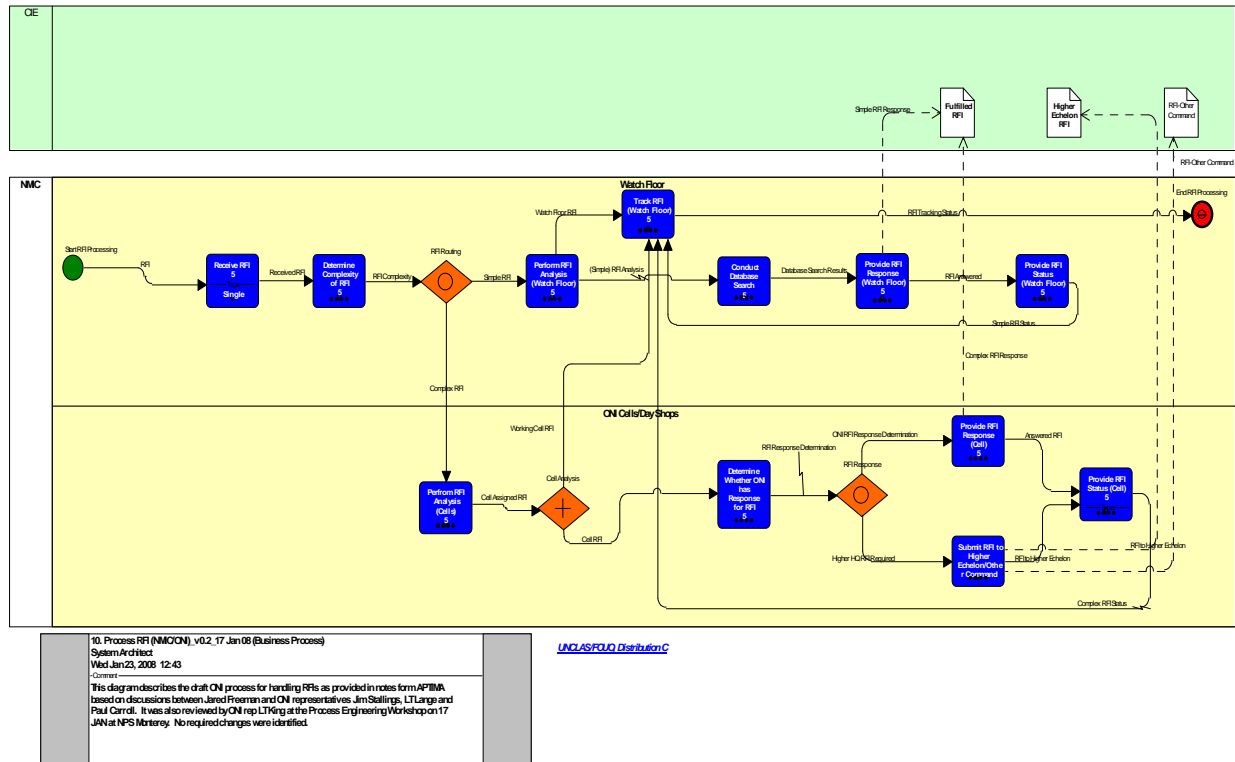 CIE
Simple RFI Response
Fulfilled
RFI
Higher
Echelon
RFI
RFI-Other
Command
RFI-Other Command
NMIC
Watch Floor
End RFI Processing
Track RFI
(Watch Floor)
5
Watch Floor RFI
RFI Tracking Status
Start RFI Processing
RFI
Receive RFI
5
Single
Received RFI
Determine
Complexity
of RFI
5
RFI Complexity
RFI Routing
Simple RFI
Perform RFI
Analysis
(Watch Floor)
5
(Simple) RFI Analysis
Conduct
Database
Search
5
Database Search Results
Provide RFI
Response
(Watch Floor)
5
RFI Answered
Provide RFI
Status
(Watch Floor)
5
Simple RFI Status
Complex RFI Response
Complex RFI
ONI Cells/Day Shops
Working Cell RFI
Perfrom RFI
Analysis
(Cells)
5
Cell Assigned RFI
Cell Analysis
Cell RFI
Determine
Whether ONI
has
Response
for RFI
5
RFI Response Determination
RFI Response
ONI RFI Response Determination
Provide RFI
Response
(Cell)
5
Answered RFI
Provide RFI
Status (Cell)
5
Higher HQ RFI Required
Submit RFI to
Higher
Echelon/Othe
r Command
RFI to Higher Echelon
RFI to Higher Echelon
Complex RFI Status
10. Process RFI (NMIC/ONI)_v0.2_17 Jan 08 (Business Process)
System Architect
Wed Jan 23, 2008 12:43
Comment
This diagram describes the draft ONI process for handling RFIs as provided in notes form APTIMA
based on discussions between Jared Freeman and ONI representatives Jim Stallings, LT Lange and
Paul Carroll. It was also reviewed by ONI rep LT King at the Process Engineering Workshop on 17
JAN at NPS Monterey. No required changes were identified.
UNCLAS/FOUO, Distribution C